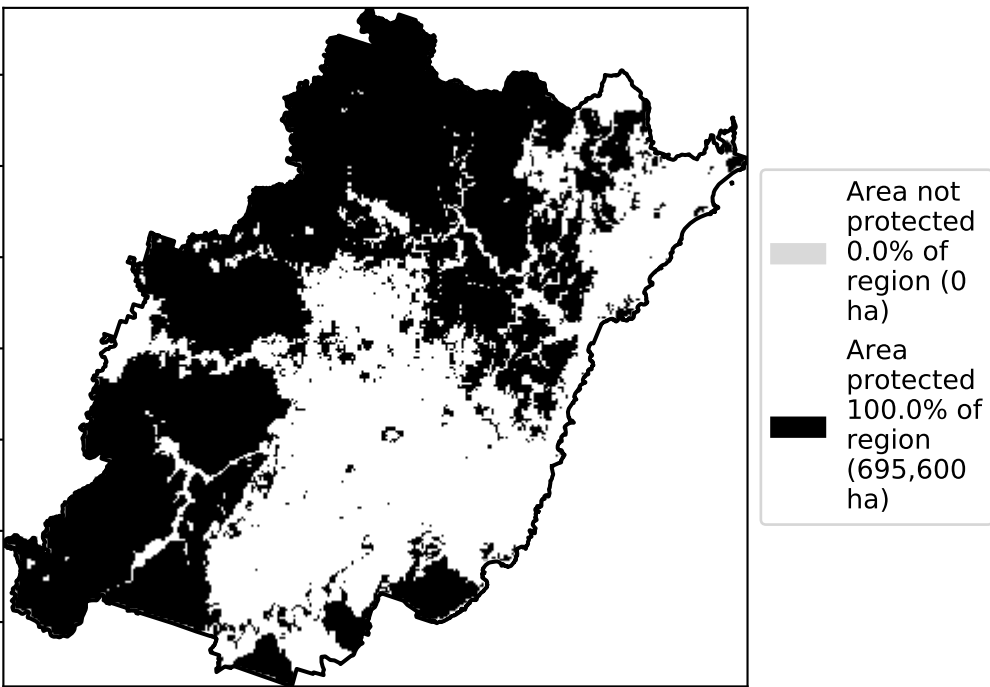 Area not
protected
0.0% of
region (0
ha)
Area
protected
100.0% of
region
(695,600
ha)